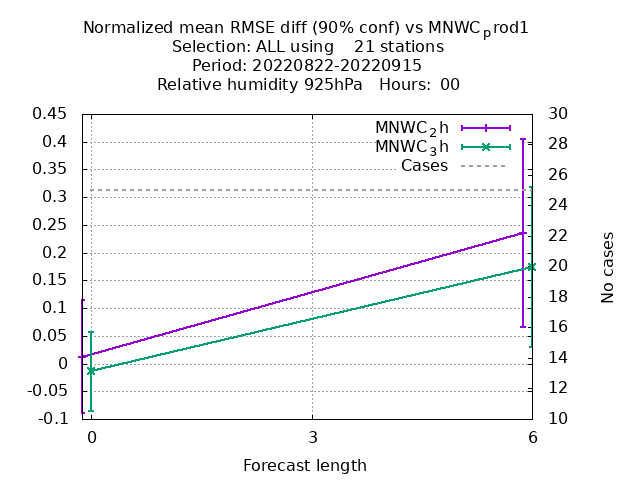 Normalized mean RMSE diff (90% conf) vs MNWCprod1
Selection: ALL using 21 stations
Period: 20220822-20220915
Relative humidity 925hPa Hours: 00
0.45
0.4
0.35
0.3
0.25
0.2
0.15
0.1
0.05
0
-0.05
-0.1
MNWC2h
MNWC3h
Cases
30
28
26
24
22
20
18
16
14
12
10
No cases
0 3 6
Forecast length